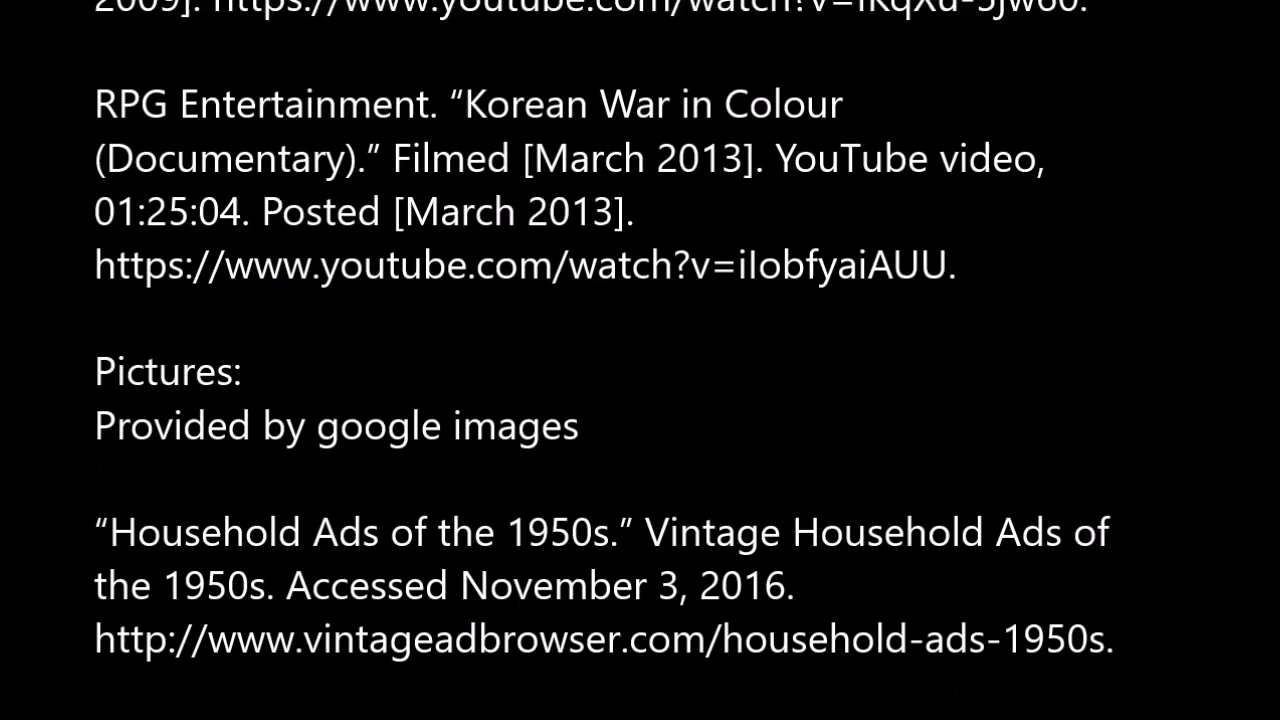 RPG Entertainment. “Korean War in Colour
(Documentary).” Filmed [March 2013]. YouTube video,
01:25:04. Posted [March 2013].
https://www.youtube.com/watch?v=iIobfyaiAUU.
Pictures:
Provided by google images
“Household Ads of the 1950s.” Vintage Household Ads of
the 1950s. Accessed November 3, 2016.
http://www.vintageadbrowser.com/household-ads-1950s.